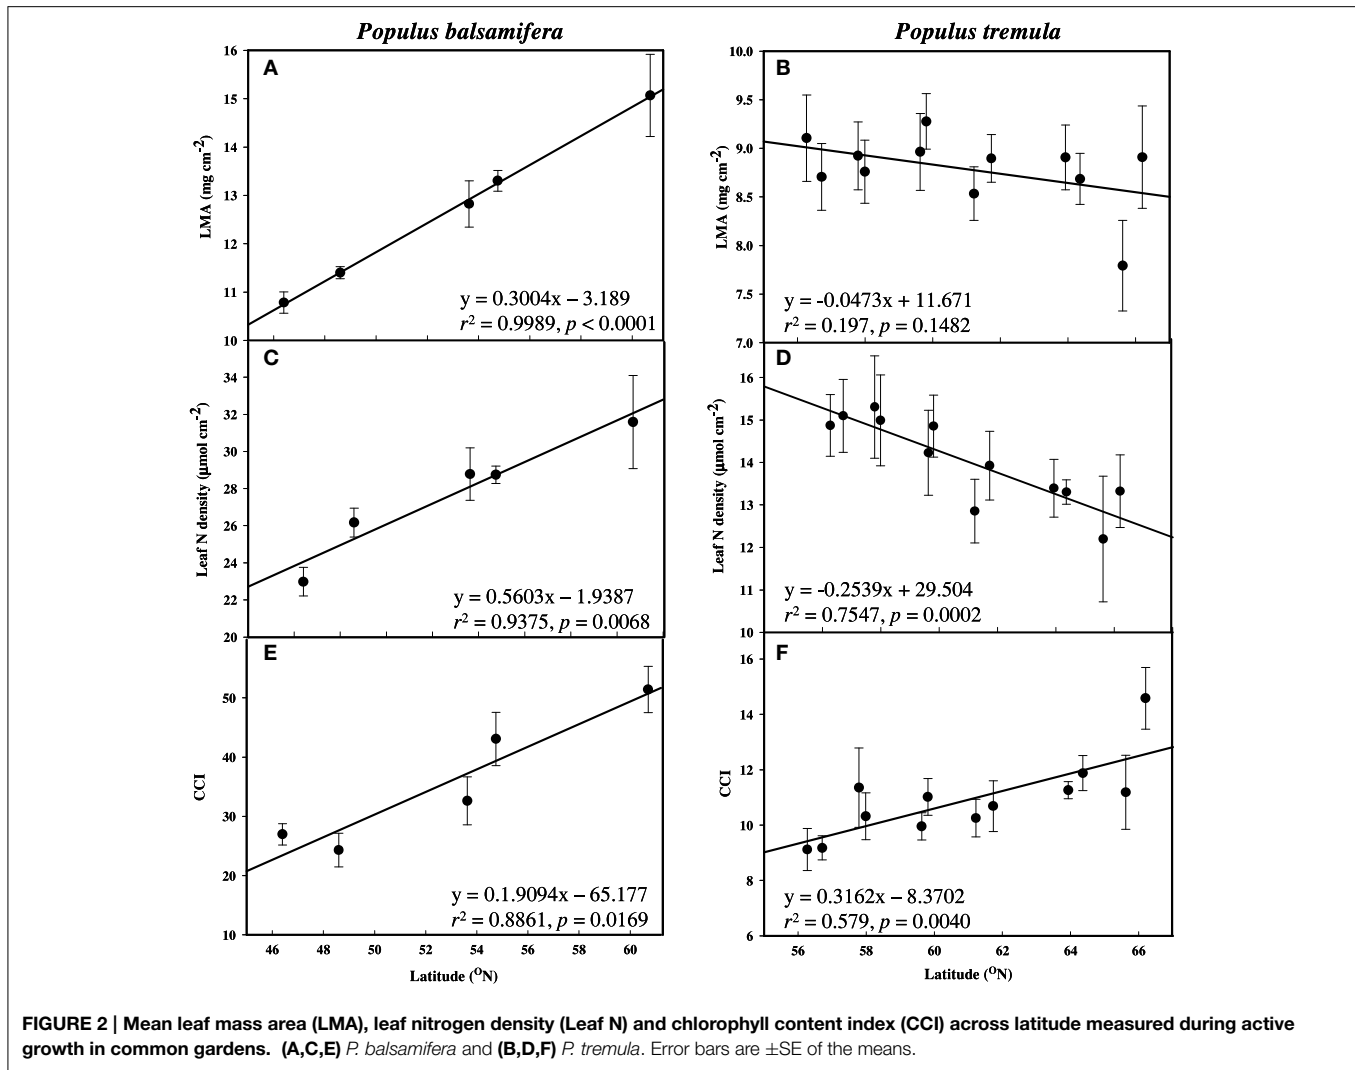 Populus balsamifera
Populus tremula
A
16
15
14
13
12
11
10
LMA (mg cm-2)
y = 0.3004x – 3.189
r2 = 0.9989, p < 0.0001
B
10.0
9.5
9.0
8.5
8.0
7.5
7.0
LMA (mg cm-2)
y = -0.0473x + 11.671
r2 = 0.197, p = 0.1482
C
34
32
30
28
26
24
22
20
Leaf N density (μmol cm-2)
y = 0.5603x – 1.9387
r2 = 0.9375, p = 0.0068
D
16
15
14
13
12
11
10
Leaf N density (μmol cm-2)
y = -0.2539x + 29.504
r2 = 0.7547, p = 0.0002
E
50
40
30
20
10
CCI
y = 0.1.9094x – 65.177
r2 = 0.8861, p = 0.0169
46 48 50 52 54 56 58 60
Latitude (ON)
F
16
14
12
10
8
6
CCI
y = 0.3162x – 8.3702
r2 = 0.579, p = 0.0040
56 58 60 62 64 66
Latitude (ON)
FIGURE 2 | Mean leaf mass area (LMA), leaf nitrogen density (Leaf N) and chlorophyll content index (CCI) across latitude measured during active
growth in common gardens. (A,C,E) P. balsamifera and (B,D,F) P. tremula. Error bars are ±SE of the means.